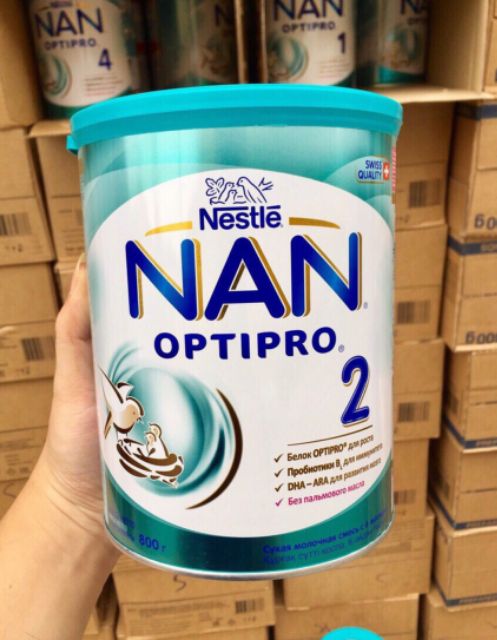 NAN
OPTIPRO
4
NAN
OPTIPRO
1
SWISS
QUALITY
Nestlé
NAN
OPTIPRO
2
✓ Белок OPTIPRO® для роста
✓ Пробиотики BL для иммунитета
✓ DHA – ARA для развития мозга
✓ Без пальмового масла
800 г
Сухая молочная смесь с